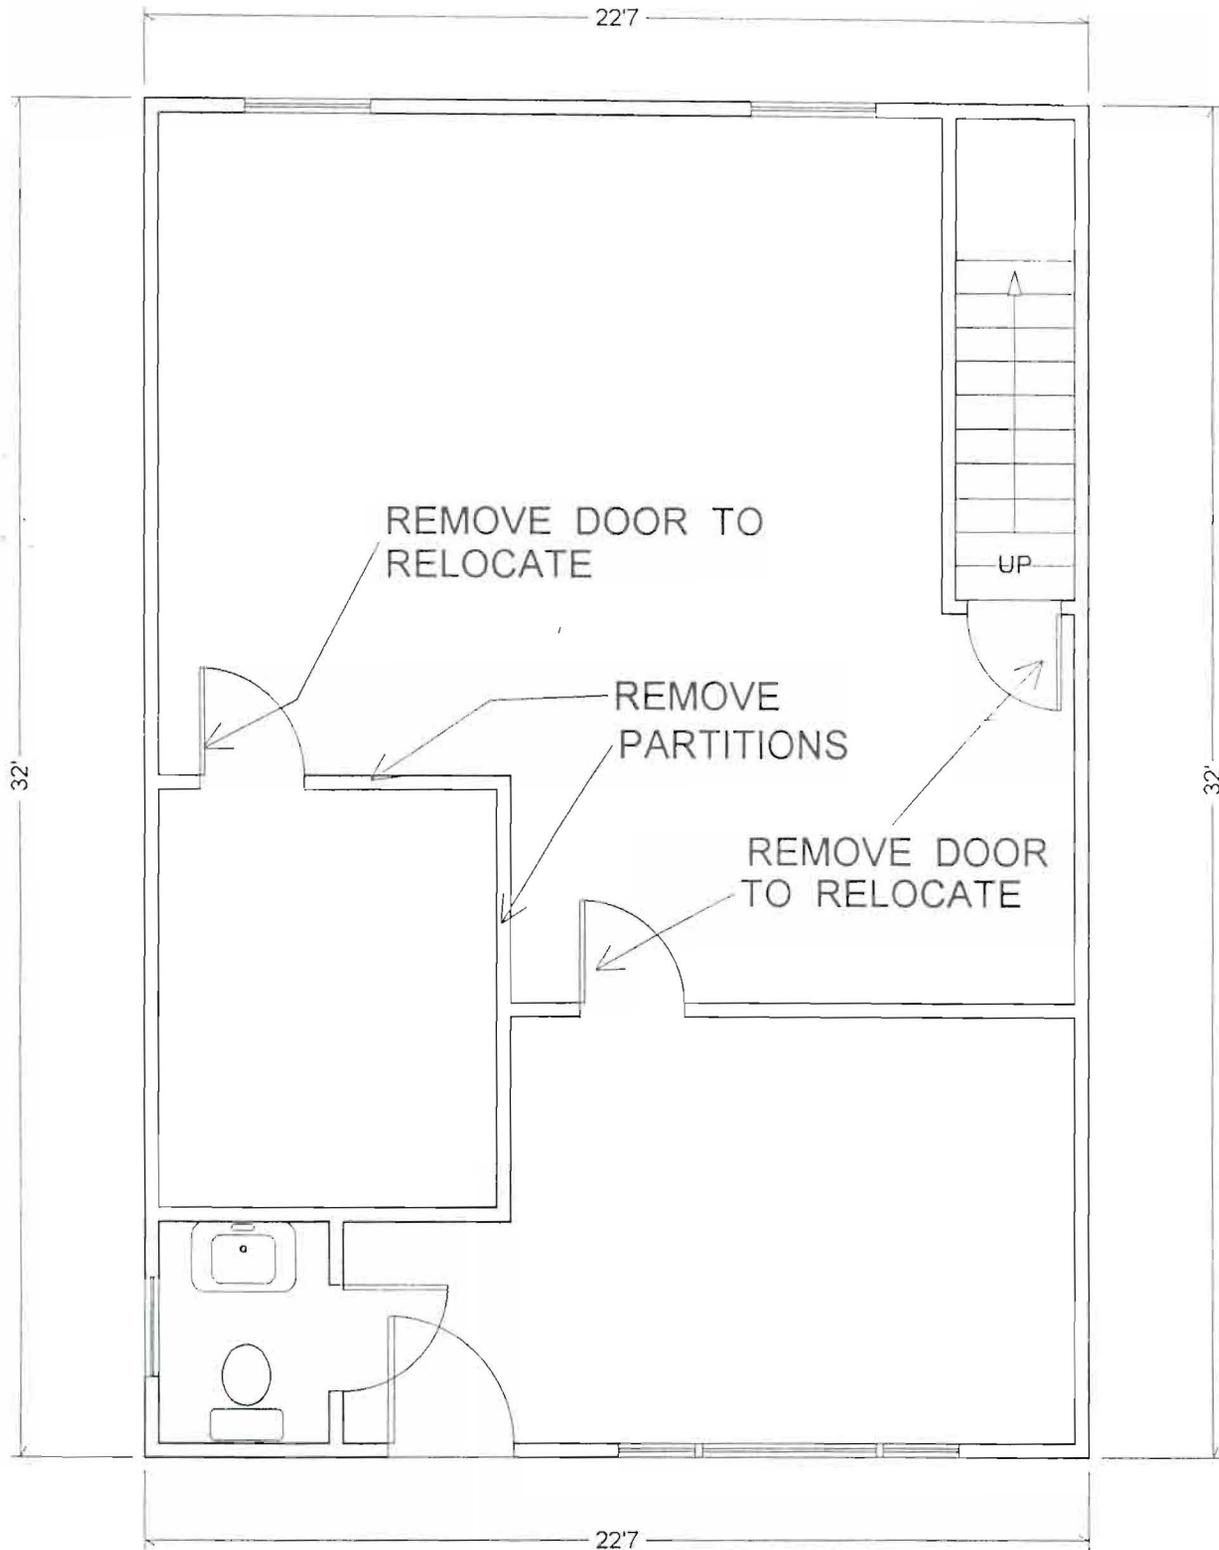 22'7
REMOVE DOOR TO
RELOCATE
UP
REMOVE
PARTITIONS
32'
32'
REMOVE DOOR
TO RELOCATE
22'7